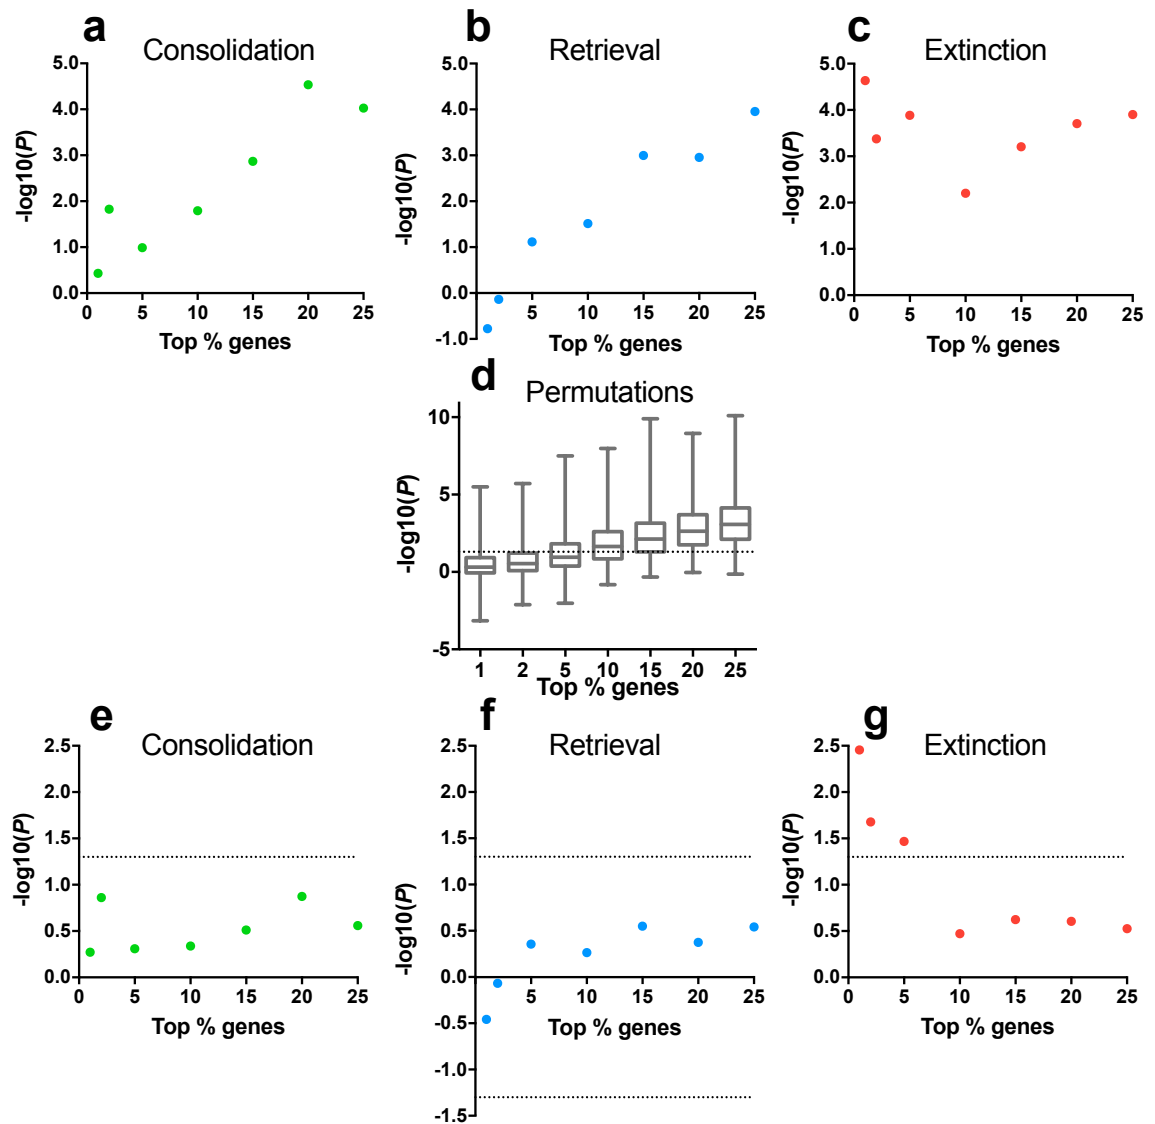 a
Consolidation
5.0
4.0
3.0
2.0
1.0
0.0
-log10(P)
0 5 10 15 20 25
Top % genes
b
Retrieval
5.0
4.0
3.0
2.0
1.0
0.0
-1.0
-log10(P)
5 10 15 20 25
Top % genes
c
Extinction
5.0
4.0
3.0
2.0
1.0
0.0
-log10(P)
0 5 10 15 20 25
Top % genes
d
Permutations
10
5
0
-5
-log10(P)
1 2 5 10 15 20 25
Top % genes
e
Consolidation
2.5
2.0
1.5
1.0
0.5
0.0
-log10(P)
0 5 10 15 20 25
Top % genes
f
Retrieval
2.5
2.0
1.5
1.0
0.5
0.0
-0.5
-1.0
-1.5
-log10(P)
5 10 15 20 25
Top % genes
g
Extinction
2.5
2.0
1.5
1.0
0.5
0.0
-log10(P)
0 5 10 15 20 25
Top % genes